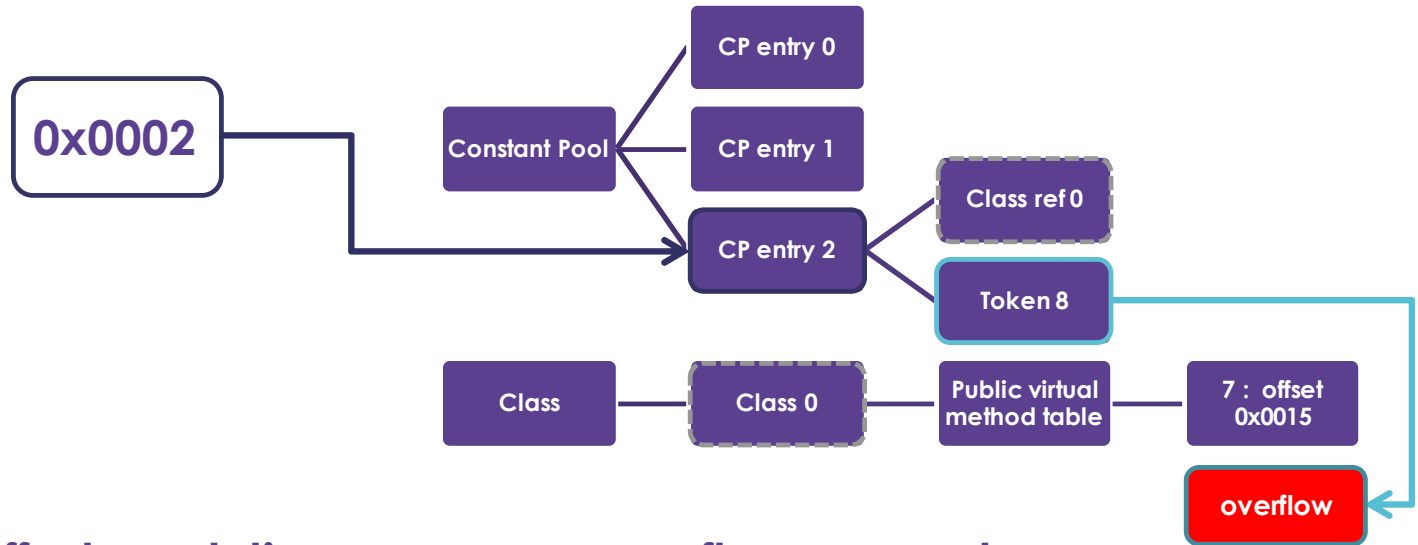 CP entry 0
0x0002
Constant Pool
CP entry 1
Class ref 0
CP entry 2
Token 8
Class
Class 0
Public virtual
method table
7 : offset
0x0015
overflow